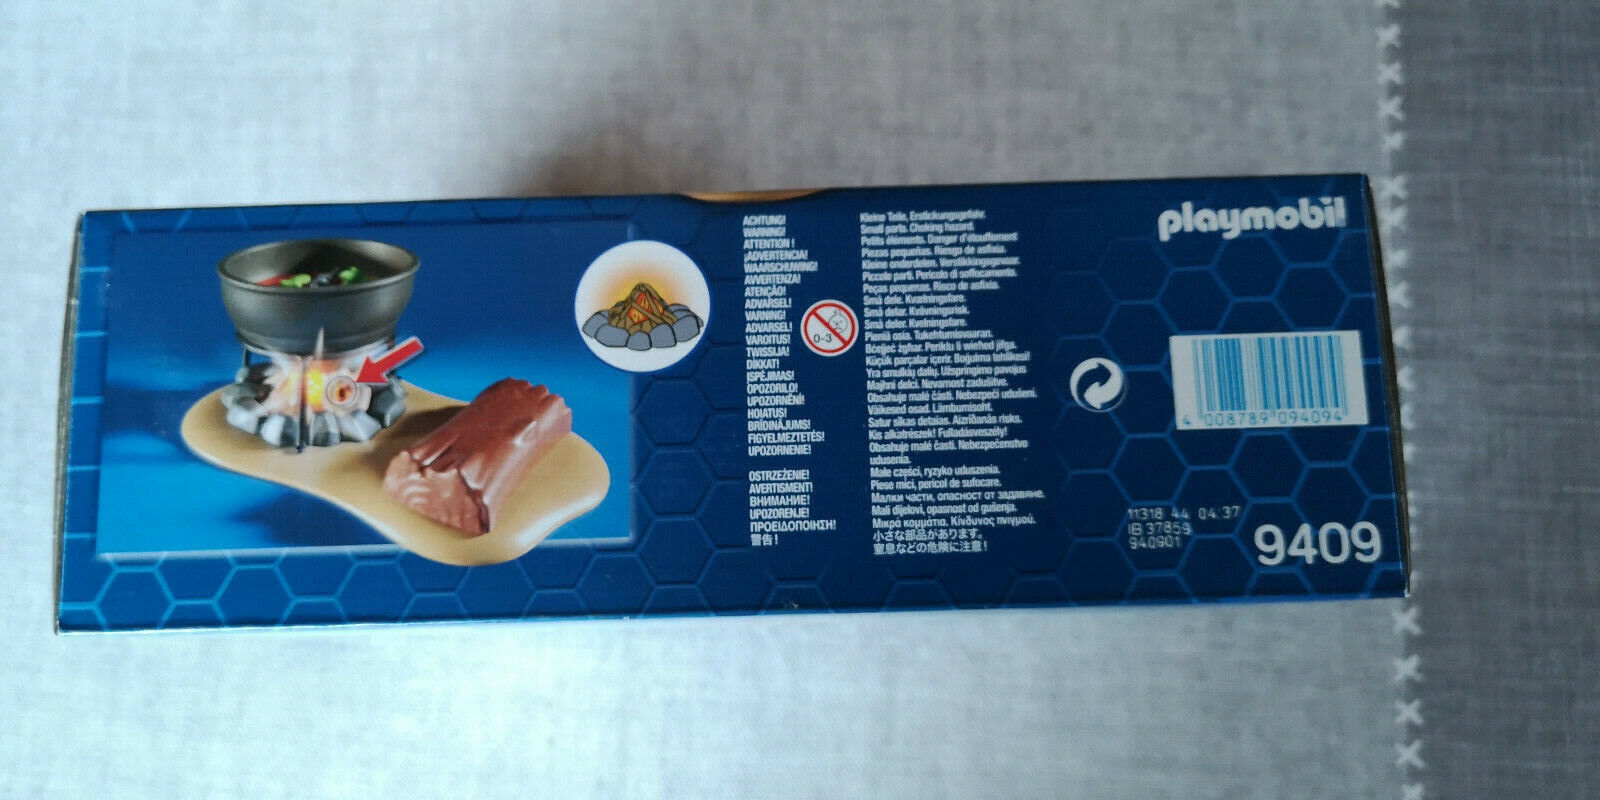 ACHTUNG!
WARNING!
ATTENTION !
¡ADVERTENCIA!
WAARSCHUWING!
AVVERTENZA!
ATENÇÃO!
ADVARSEL!
VARNING!
ADVARSEL!
VAROITUS!
TWISSIJA!
DIKKAT!
ĮSPĖJIMAS!
OPOZORILO!
UPOZORNĚNÍ!
HOIATUS!
BRĪDINĀJUMS!
FIGYELMEZTETÉS!
UPOZORNENIE!
OSTRZEŻENIE!
AVERTISMENT!
ВНИМАНИЕ!
UPOZORENJE!
ΠΡΟΕΙΔΟΠΟΙΗΣΗ!
警告！
Kleine Teile, Erstickungsgefahr.
Small parts. Choking hazard.
Petits éléments. Danger d'étouffement
Piezas pequeñas. Riesgo de asfixia.
Kleine onderdelen. Verstikkingsgevaar.
Piccole parti. Pericolo di soffocamento.
Peças pequenas. Risco de asfixia.
Små dele. Kvælningsfare.
Små delar. Kvävningsrisk.
Små deler. Kvelningsfare.
Pieniä osia. Tukehtumisvaaran.
Bċejjeċ żgħar. Periklu li wieħed jifga.
Küçük parçalar içerir. Boğulma tehlikesi!
Yra smulkių dalių. Užspringimo pavojus
Majhni delci. Nevarnost zadušitve.
Obsahuje malé části. Nebezpečí udušení.
Väikesed osad. Lämbumisoht.
Satur sīkas detaļas. Aizrīšanās risks.
Kis alkatrészek! Fulladásveszély!
Obsahuje malé časti. Nebezpečenstvo
udusenia.
Małe części, ryzyko uduszenia.
Piese mici, pericol de sufocare.
Малки части, опасност от задавяне.
Mali dijelovi, opasnost od gušenja.
Μικρά κομμάτια. Κίνδυνος πνιγμού.
小さな部品があります。
窒息などの危険に注意！
0-3
playmobil
4 008789 094094
11318 44 04:37
IB 37859
940901
9409